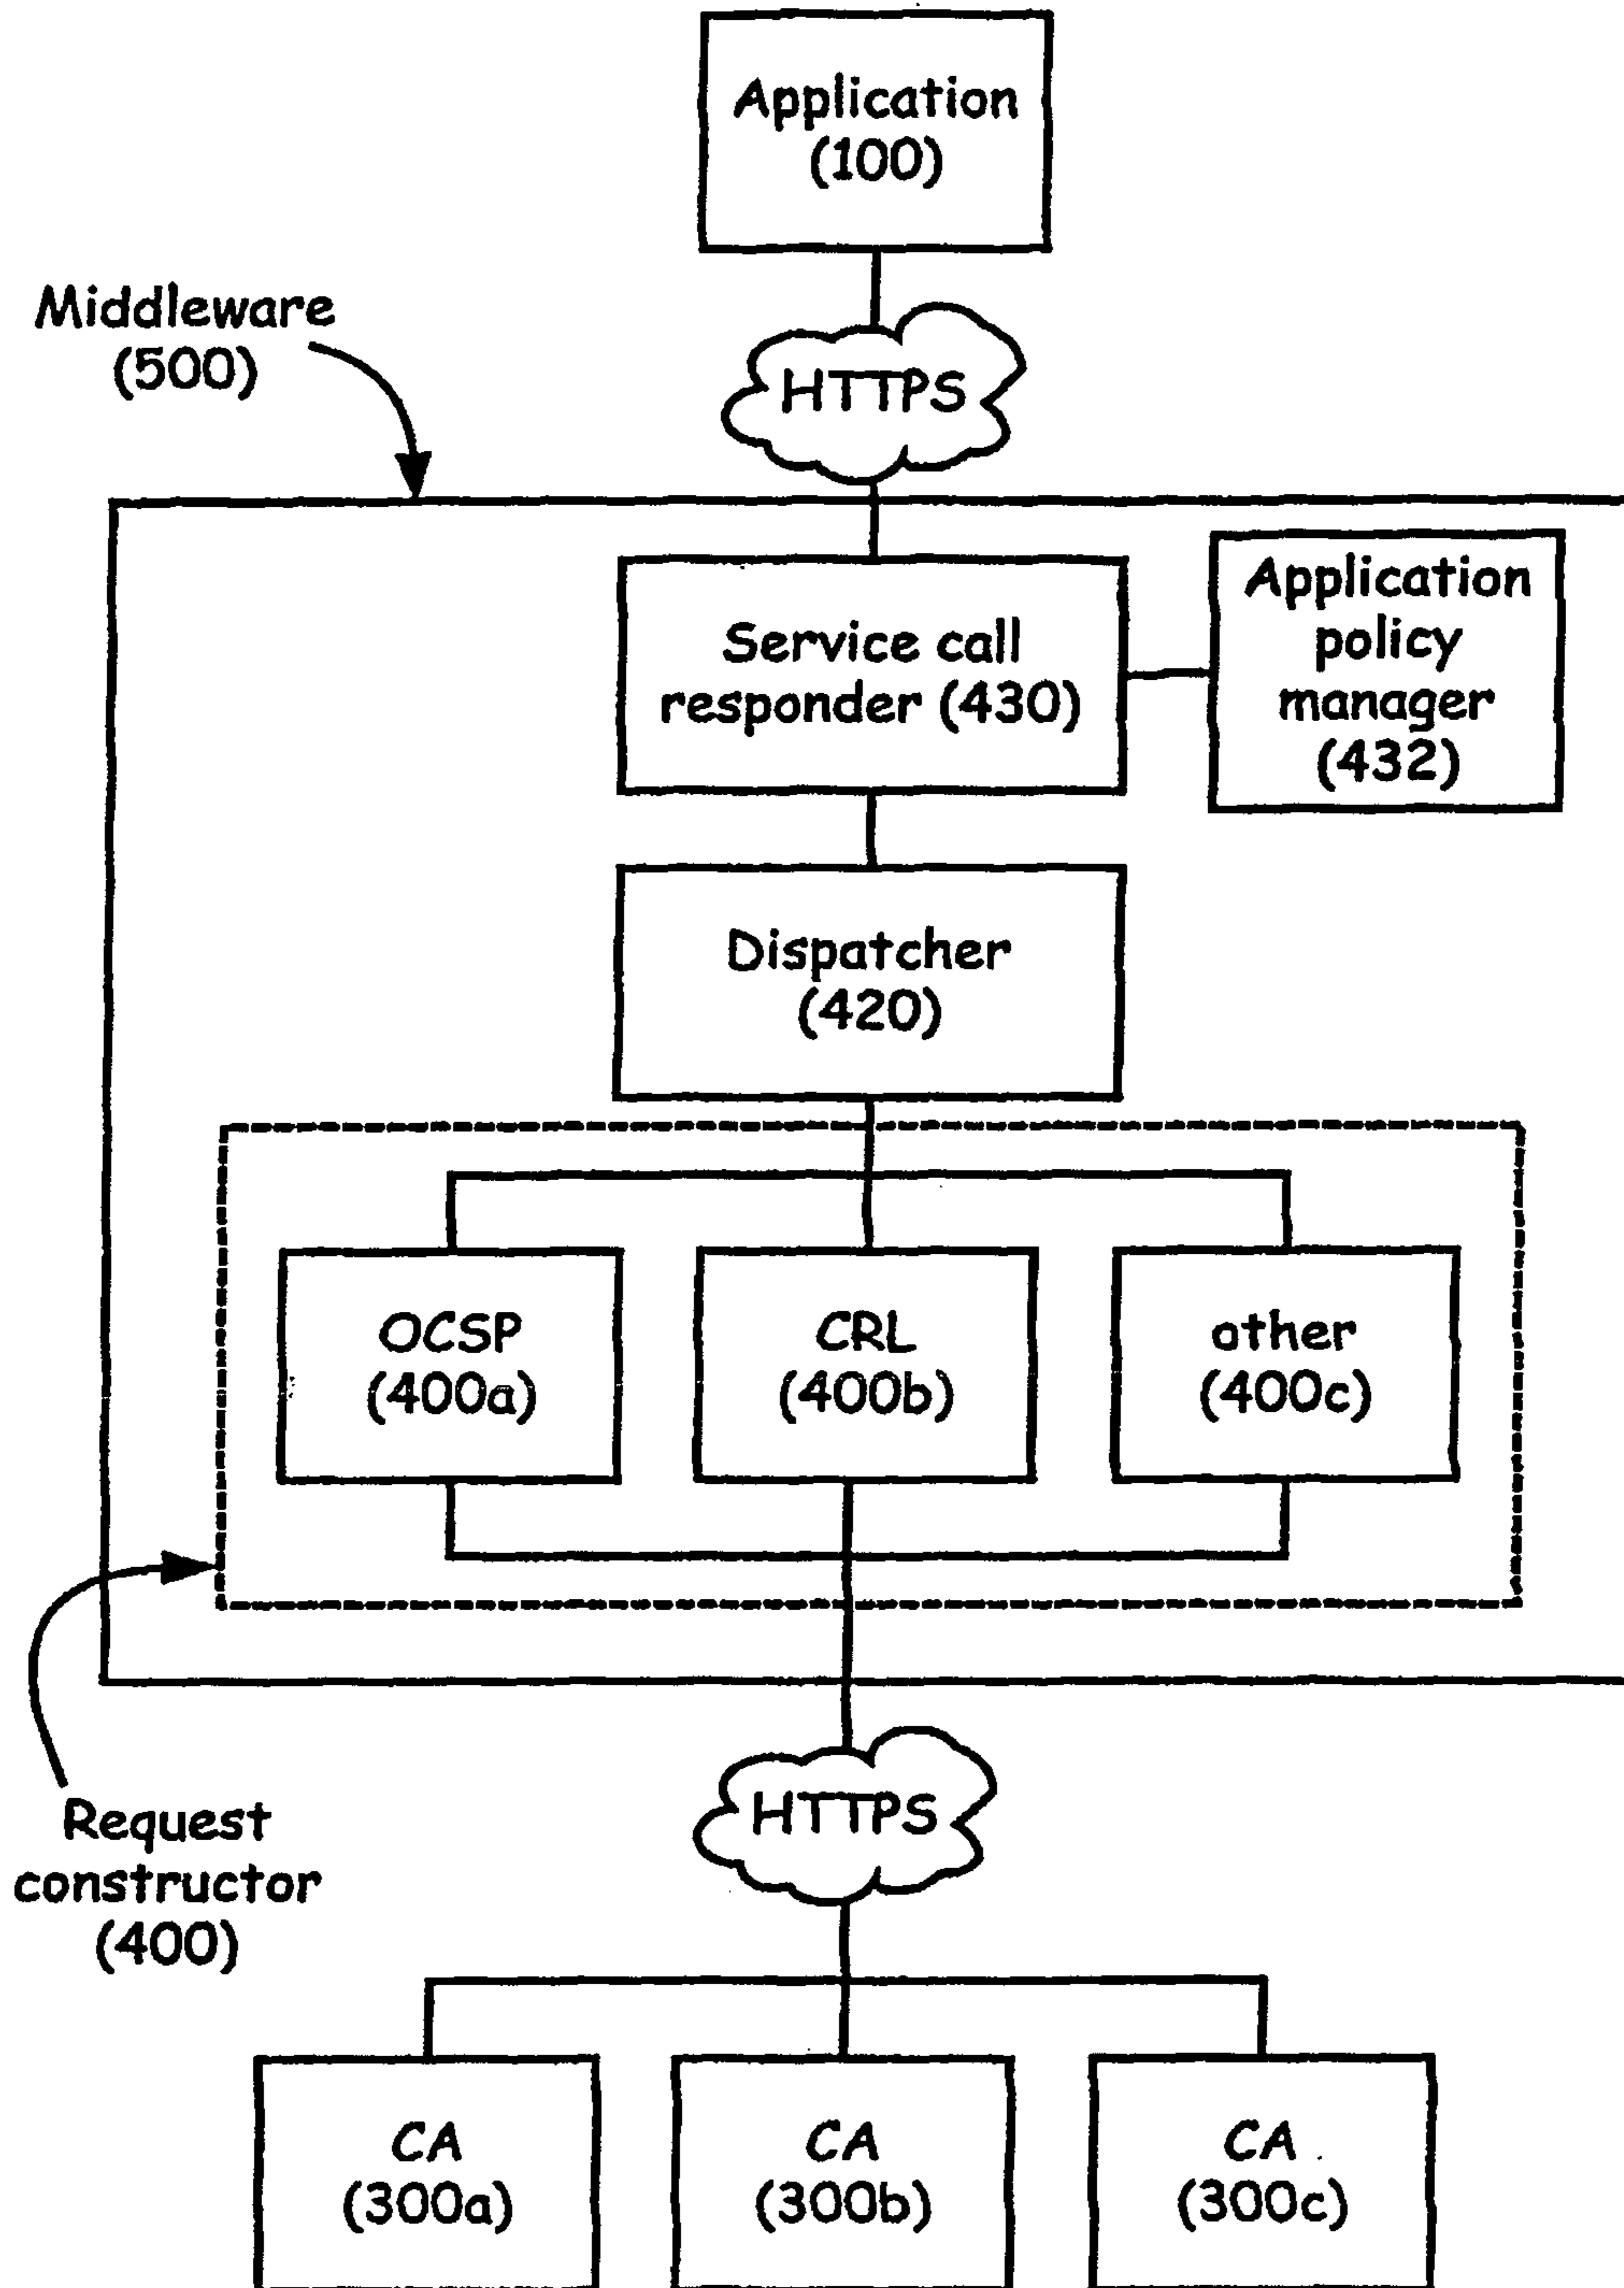 Application
(100)
Middleware
(500)
HTTPS
Service call
responder (430)
Application
policy
manager
(432)
Dispatcher
(420)
OCSP
(400a)
CRL
(400b)
other
(400c)
HTTPS
Request
constructor
(400)
CA
(300a)
CA
(300b)
CA
(300c)